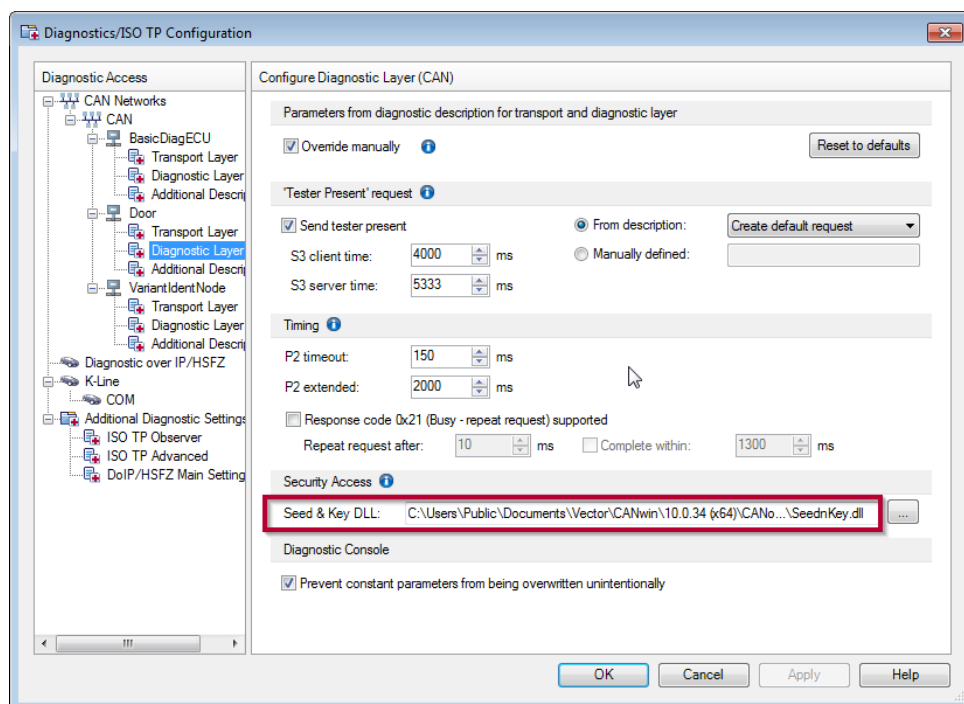 Diagnostics/ISO TP Configuration
Diagnostic Access
CAN Networks
CAN
BasicDiagECU
Transport Layer
Diagnostic Layer
Additional Descri
Door
Transport Layer
Diagnostic Layer
Additional Descri
VariantIdentNode
Transport Layer
Diagnostic Layer
Additional Descri
Diagnostic over IP/HSFZ
K-Line
COM
Additional Diagnostic Settings
ISO TP Observer
ISO TP Advanced
DoIP/HSFZ Main Setting
Configure Diagnostic Layer (CAN)
Parameters from diagnostic description for transport and diagnostic layer
Override manually Reset to defaults
'Tester Present' request
Send tester present From description: Create default request
S3 client time: 4000 ms Manually defined:
S3 server time: 5333 ms
Timing
P2 timeout: 150 ms
P2 extended: 2000 ms
Response code 0x21 (Busy - repeat request) supported
Repeat request after: 10 ms Complete within: 1300 ms
Security Access
Seed & Key DLL: C:\Users\Public\Documents\Vector\CANwin\10.0.34 (x64)\CANo...\SeednKey.dll ...
Diagnostic Console
Prevent constant parameters from being overwritten unintentionally
OK Cancel Apply Help